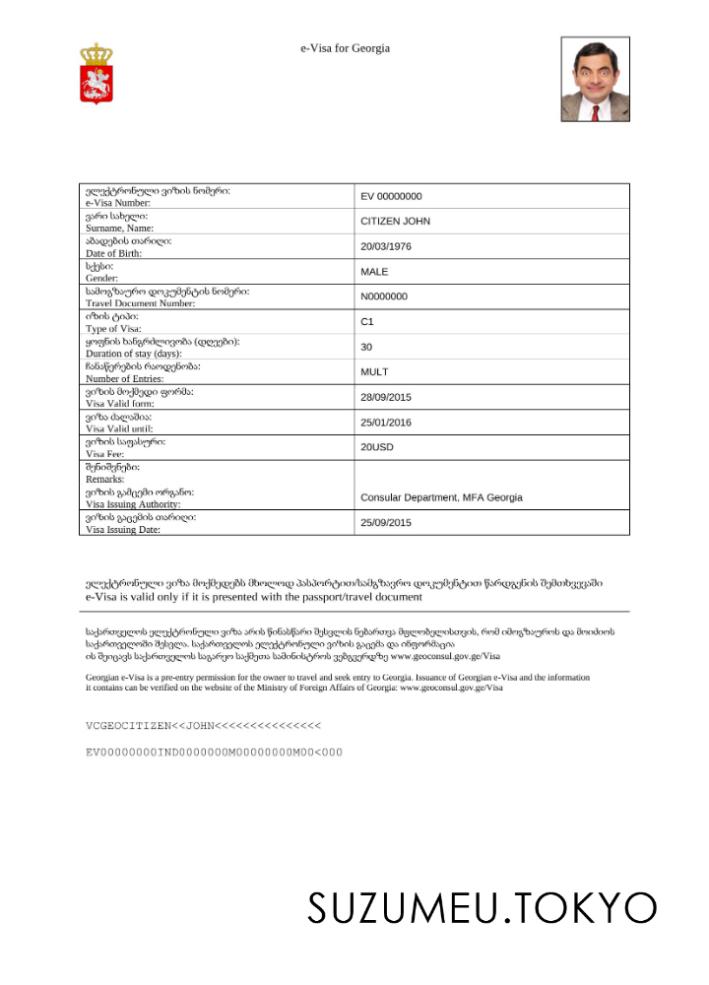 e-Visa for Georgia
ელექტრონული ვიზის ნომერი:
e-Visa Number:
EV 00000000
გვარი სახელი:
Surname, Name:
CITIZEN JOHN
აბადების თარიღი:
Date of Birth:
20/03/1976
სქესი:
Gender:
MALE
სამოგზაურო დოკუმენტის ნომერი:
Travel Document Number:
N0000000
იზის ტიპი:
Type of Visa:
C1
ყოფნის ხანგრძლივობა (დღეები):
Duration of stay (days):
30
ჩანაწერების რაოდენობა:
Number of Entries:
MULT
ვიზის მოქმედი ფორმა:
Visa Valid form:
28/09/2015
ვიზა ძალაშია:
Visa Valid until:
25/01/2016
ვიზის საფასური:
Visa Fee:
20USD
შენიშვნები:
Remarks:
ვიზის გამცემი ორგანო:
Visa Issuing Authority:
Consular Department, MFA Georgia
ვიზის გაცემის თარიღი:
Visa Issuing Date:
25/09/2015
ელექტრონული ვიზა მოქმედებს მხოლოდ პასპორტით/სამგზავრო დოკუმენტით წარდგენის შემთხვევაში
e-Visa is valid only if it is presented with the passport/travel document
საქართველოს ელექტრონული ვიზა არის წინასწარი შესვლის ნებართვა მფლობელისთვის, რომ იმოგზაუროს და მოიძიოს
საქართველოში შესვლა. საქართველოს ელექტრონული ვიზის გაცემა და ინფორმაცია
ის შეიცავს საქართველოს საგარეო საქმეთა სამინისტროს ვებგვერდზე www.geoconsul.gov.ge/Visa
Georgian e-Visa is a pre-entry permission for the owner to travel and seek entry to Georgia. Issuance of Georgian e-Visa and the information
it contains can be verified on the website of the Ministry of Foreign Affairs of Georgia: www.geoconsul.gov.ge/Visa
VCGEOCITIZEN<<JOHN<<<<<<<<<<<<<<<
EV00000000IND0000000M00000000M00<000
SUZUMEU.TOKYO